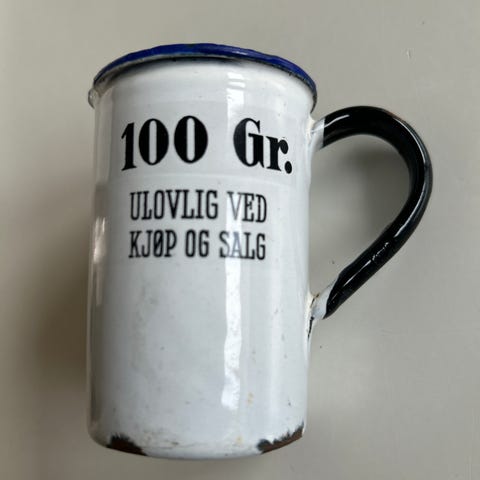 100 Gr.
ULOVLIG VED
KJØP OG SALG